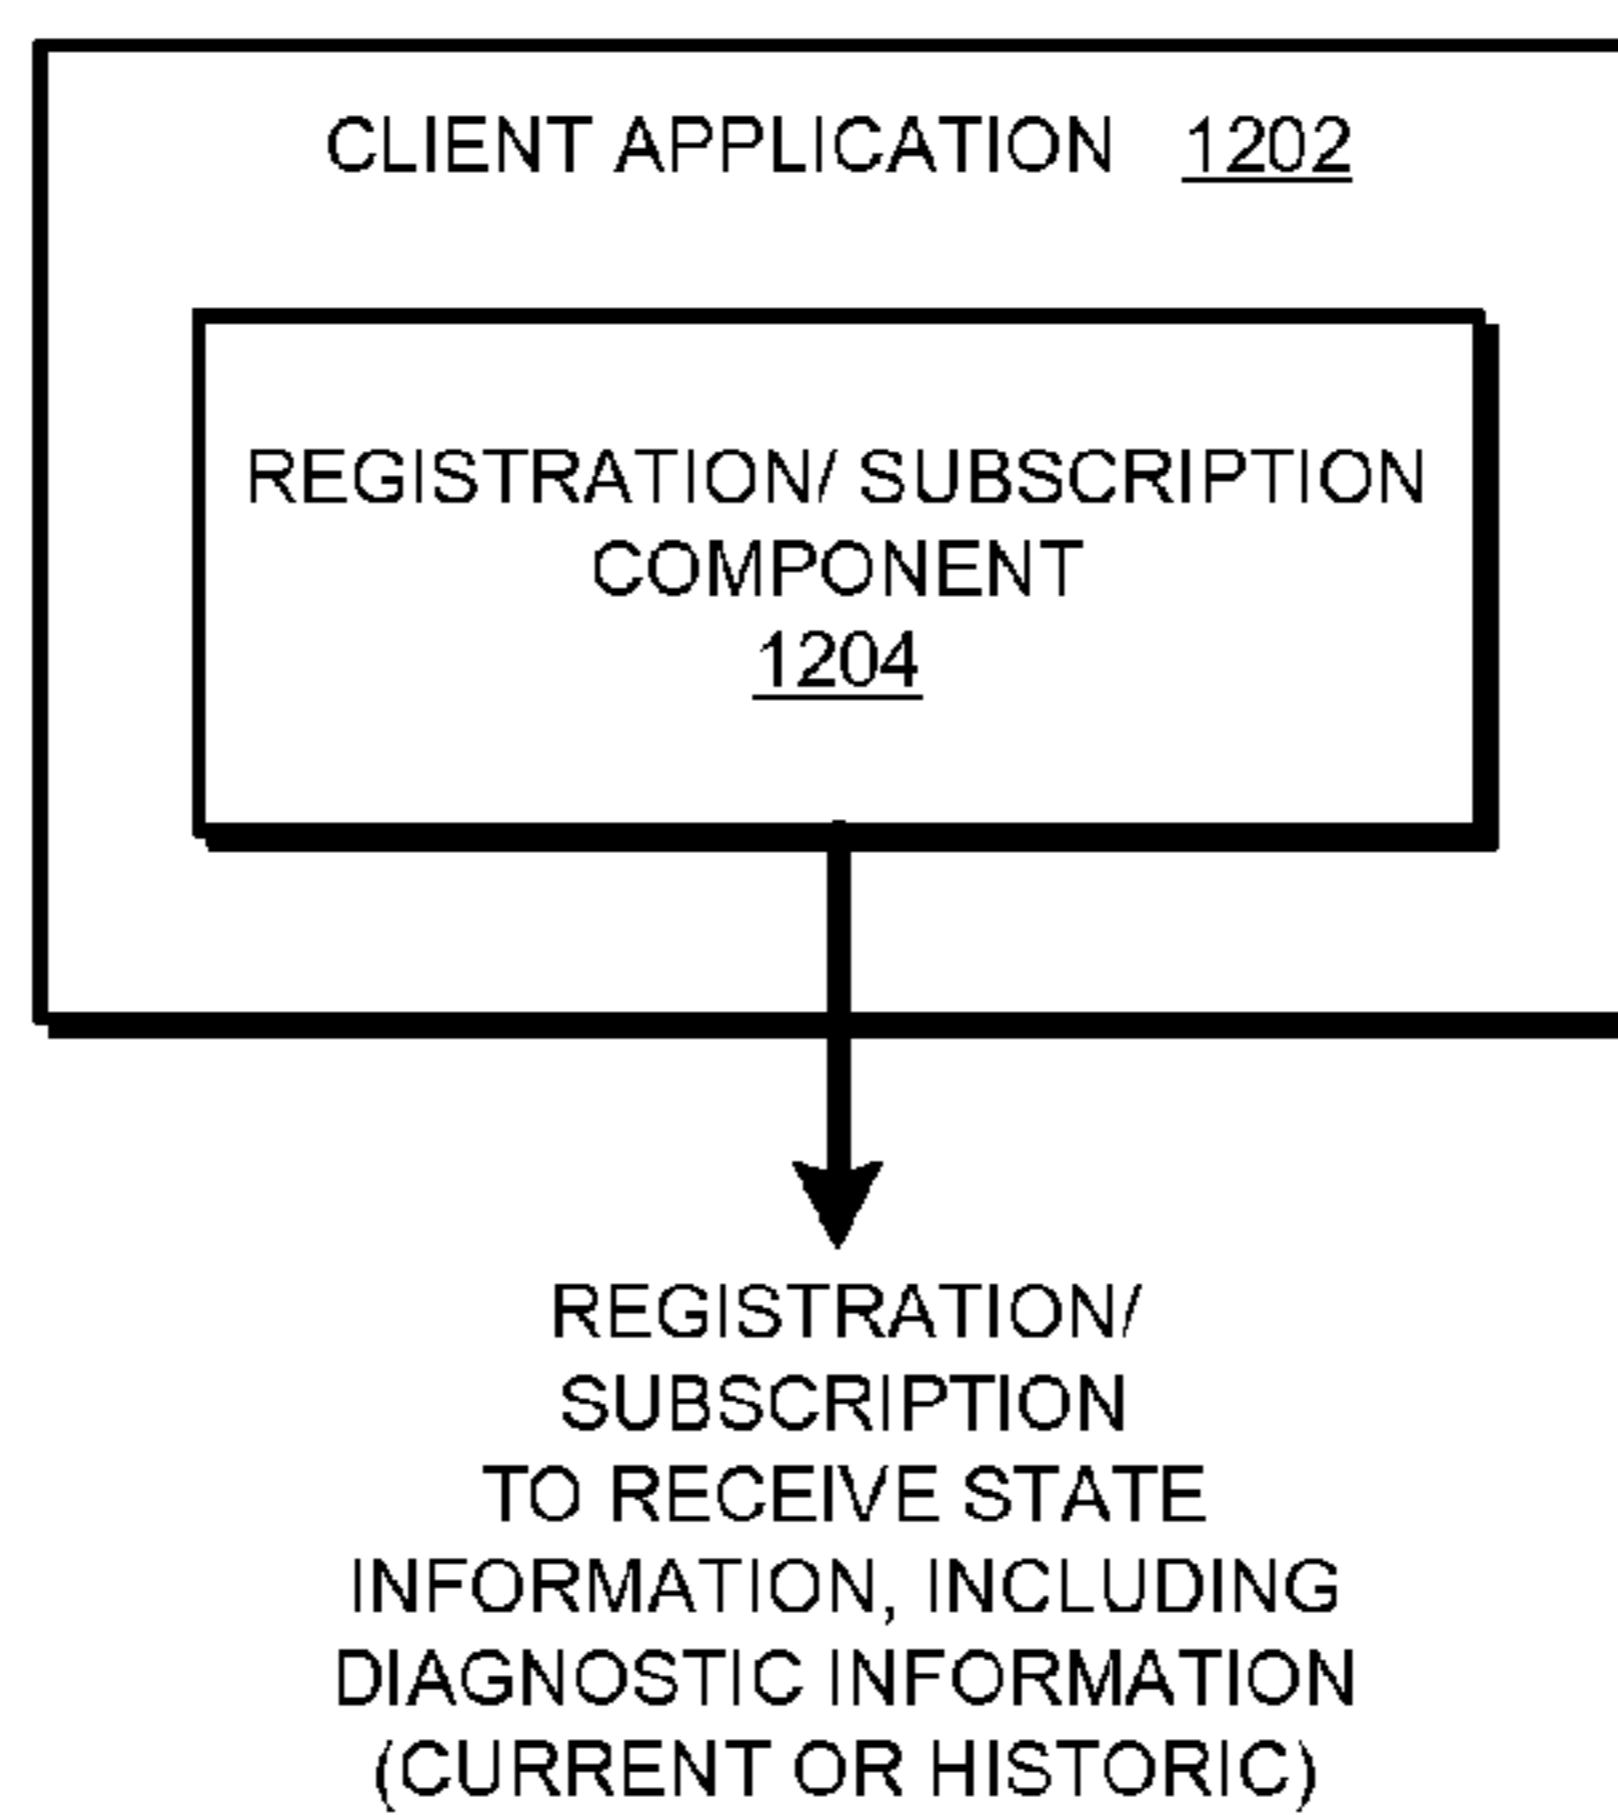 CLIENT APPLICATION 1202
REGISTRATION/ SUBSCRIPTION
COMPONENT
1204
REGISTRATION/
SUBSCRIPTION
TO RECEIVE STATE
INFORMATION, INCLUDING
DIAGNOSTIC INFORMATION
(CURRENT OR HISTORIC)